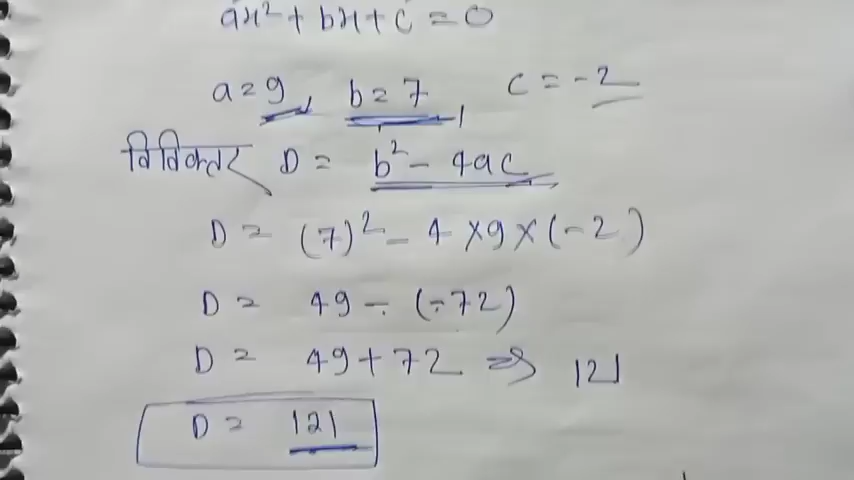 ax² + bx + c = 0
a = 9, b = 7, c = -2
विविक्तर D = b² - 4ac
D = (7)² - 4 × 9 × (-2)
D = 49 - (-72)
D = 49 + 72 ⇒ 121
D = 121